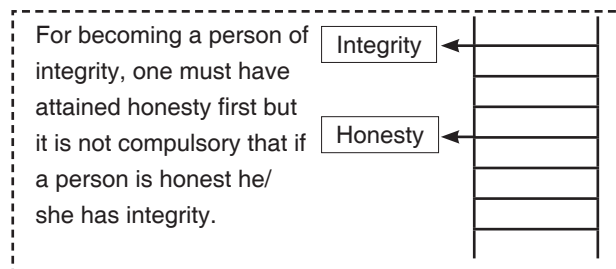 For becoming a person of
integrity, one must have
attained honesty first but
it is not compulsory that if
a person is honest he/
she has integrity.
Integrity
Honesty